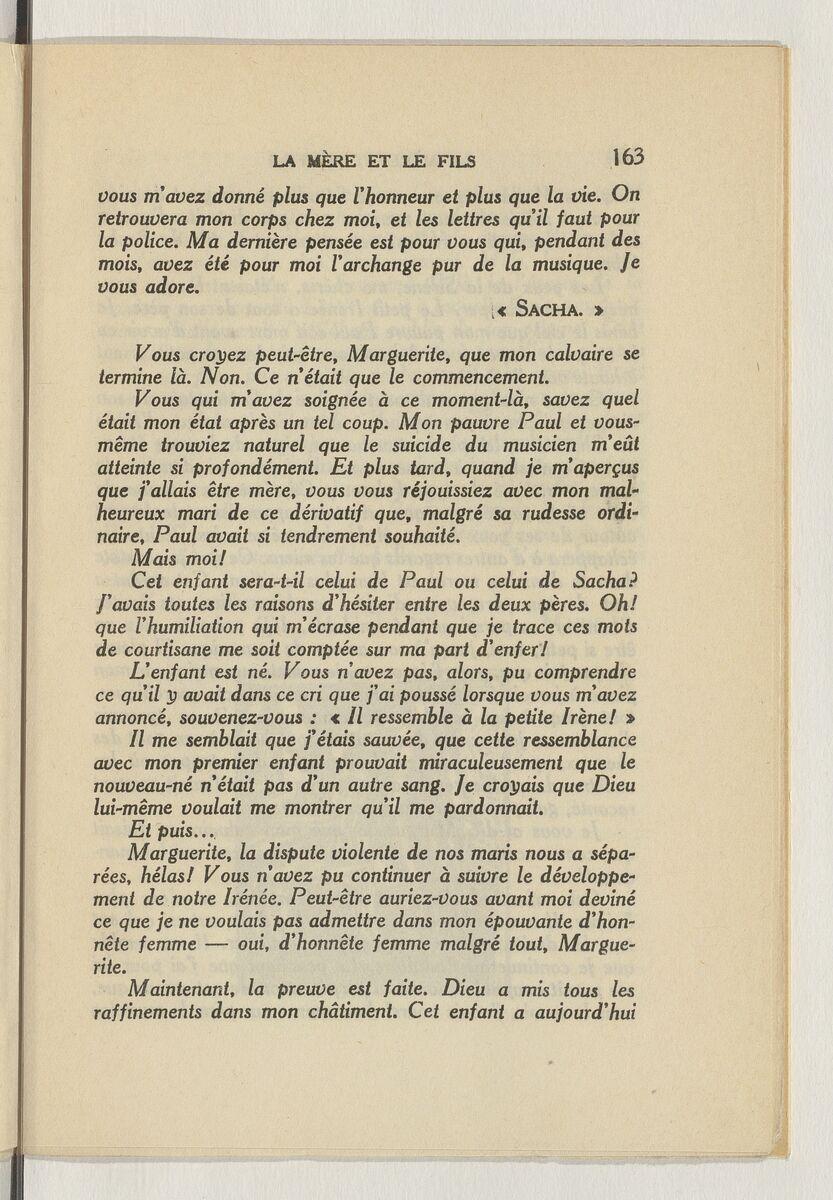 LA MÈRE ET LE FILS 163
vous m'avez donné plus que l'honneur et plus que la vie. On
retrouvera mon corps chez moi, et les lettres qu'il faut pour
la police. Ma dernière pensée est pour vous qui, pendant des
mois, avez été pour moi l'archange pur de la musique. Je
vous adore.
« SACHA. »
Vous croyez peut-être, Marguerite, que mon calvaire se
termine là. Non. Ce n'était que le commencement.
Vous qui m'avez soignée à ce moment-là, savez quel
était mon état après un tel coup. Mon pauvre Paul et vous-
même trouviez naturel que le suicide du musicien m'eût
atteinte si profondément. Et plus tard, quand je m'aperçus
que j'allais être mère, vous vous réjouissiez avec mon mal-
heureux mari de ce dérivatif que, malgré sa rudesse ordi-
naire, Paul avait si tendrement souhaité.
Mais moi!
Cet enfant sera-t-il celui de Paul ou celui de Sacha?
J'avais toutes les raisons d'hésiter entre les deux pères. Oh!
que l'humiliation qui m'écrase pendant que je trace ces mots
de courtisane me soit comptée sur ma part d'enfer!
L'enfant est né. Vous n'avez pas, alors, pu comprendre
ce qu'il y avait dans ce cri que j'ai poussé lorsque vous m'avez
annoncé, souvenez-vous : « Il ressemble à la petite Irène! »
Il me semblait que j'étais sauvée, que cette ressemblance
avec mon premier enfant prouvait miraculeusement que le
nouveau-né n'était pas d'un autre sang. Je croyais que Dieu
lui-même voulait me montrer qu'il me pardonnait.
Et puis...
Marguerite, la dispute violente de nos maris nous a sépa-
rées, hélas! Vous n'avez pu continuer à suivre le développe-
ment de notre Irénée. Peut-être auriez-vous avant moi deviné
ce que je ne voulais pas admettre dans mon épouvante d'hon-
nête femme — oui, d'honnête femme malgré tout, Margue-
rite.
Maintenant, la preuve est faite. Dieu a mis tous les
raffinements dans mon châtiment. Cet enfant a aujourd'hui